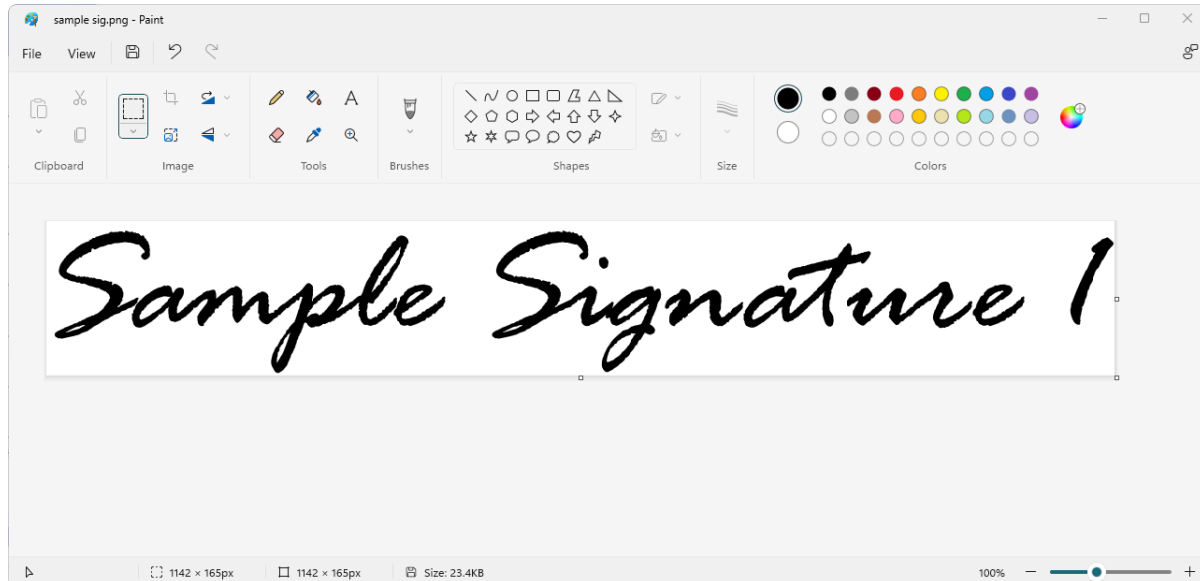 sample sig.png - Paint
File View
Clipboard Image Tools Brushes Shapes Size Colors
Sample Signature 1
1142 × 165px 1142 × 165px Size: 23.4KB 100%